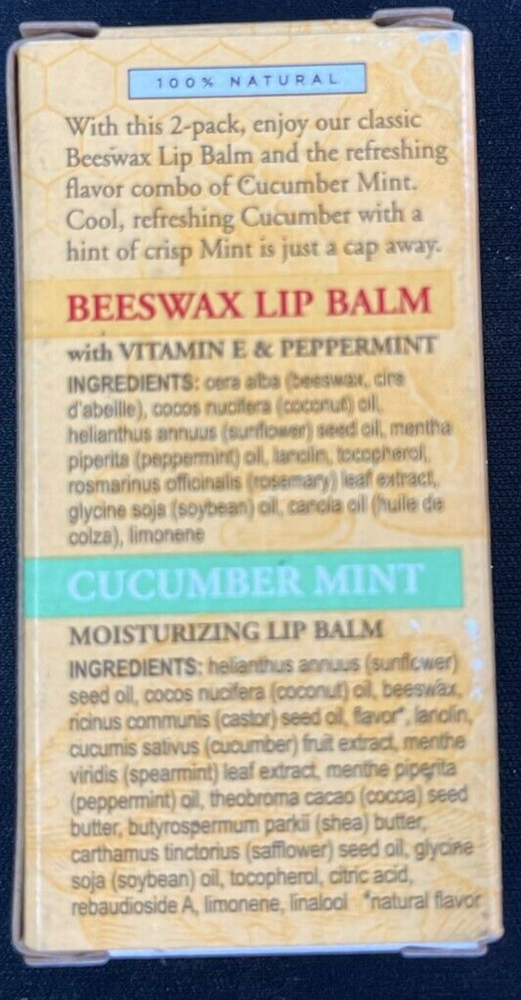 100% NATURAL
With this 2-pack, enjoy our classic
Beeswax Lip Balm and the refreshing
flavor combo of Cucumber Mint.
Cool, refreshing Cucumber with a
hint of crisp Mint is just a cap away.
BEESWAX LIP BALM
with VITAMIN E & PEPPERMINT
INGREDIENTS: cera alba (beeswax, cire
d'abeille), cocos nucifera (coconut) oil,
helianthus annuus (sunflower) seed oil, mentha
piperita (peppermint) oil, lanolin, tocopherol,
rosmarinus officinalis (rosemary) leaf extract,
glycine soja (soybean) oil, canola oil (huile de
colza), limonene
CUCUMBER MINT
MOISTURIZING LIP BALM
INGREDIENTS: helianthus annuus (sunflower)
seed oil, cocos nucifera (coconut) oil, beeswax,
ricinus communis (castor) seed oil, flavor*, lanolin,
cucumis sativus (cucumber) fruit extract, menthe
viridis (spearmint) leaf extract, menthe piperita
(peppermint) oil, theobroma cacao (cocoa) seed
butter, butyrospermum parkii (shea) butter,
carthamus tinctorius (safflower) seed oil, glycine
soja (soybean) oil, tocopherol, citric acid,
rebaudioside A, limonene, linalool *natural flavor